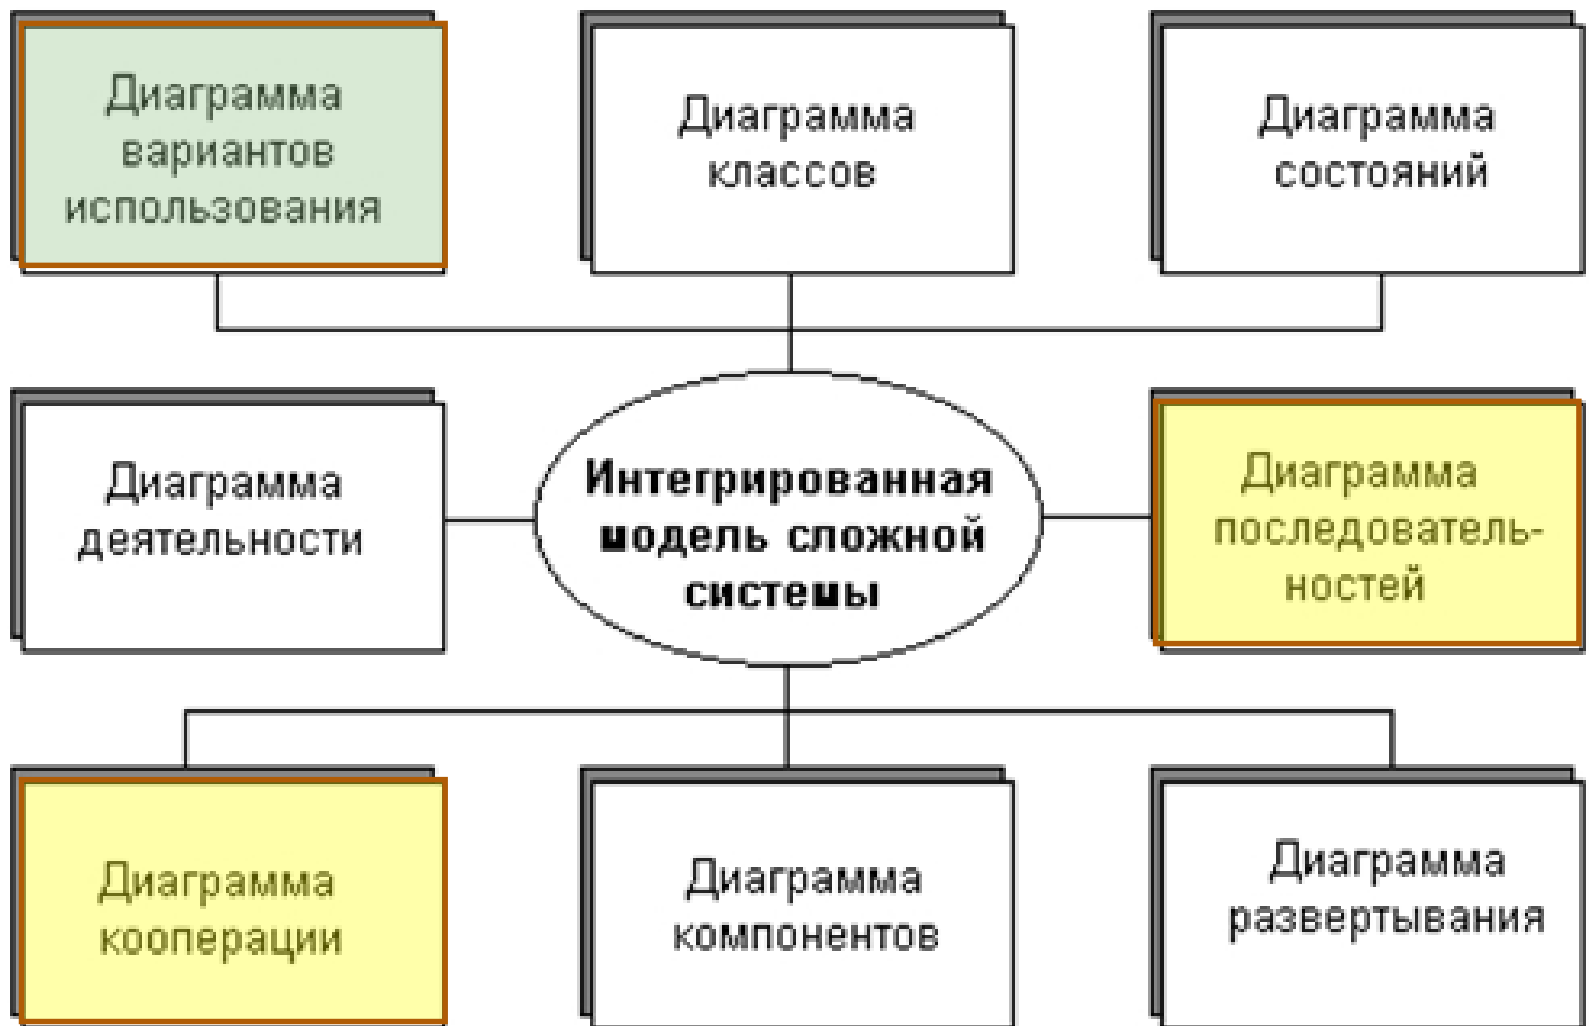 Диаграмма
вариантов
использования
Диаграмма
классов
Диаграмма
состояний
Диаграмма
деятельности
Интегрированная
модель сложной
системы
Диаграмма
последователь-
ностей
Диаграмма
кооперации
Диаграмма
компонентов
Диаграмма
развертывания